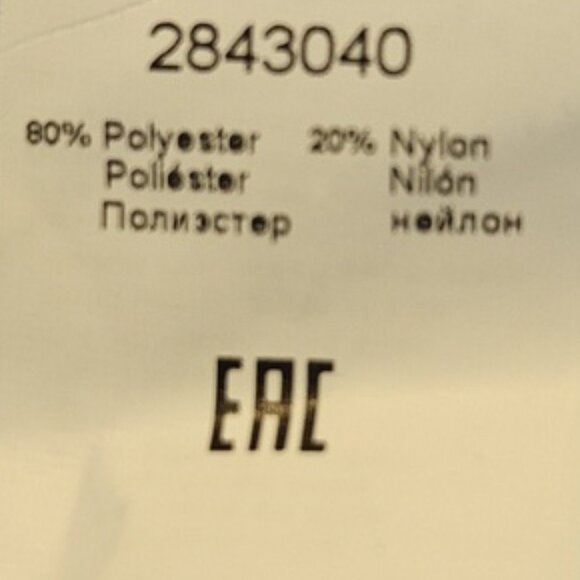 2843040
80% Polyester 20% Nylon
Poliéster Nilón
Полиэстер нейлон
EAC